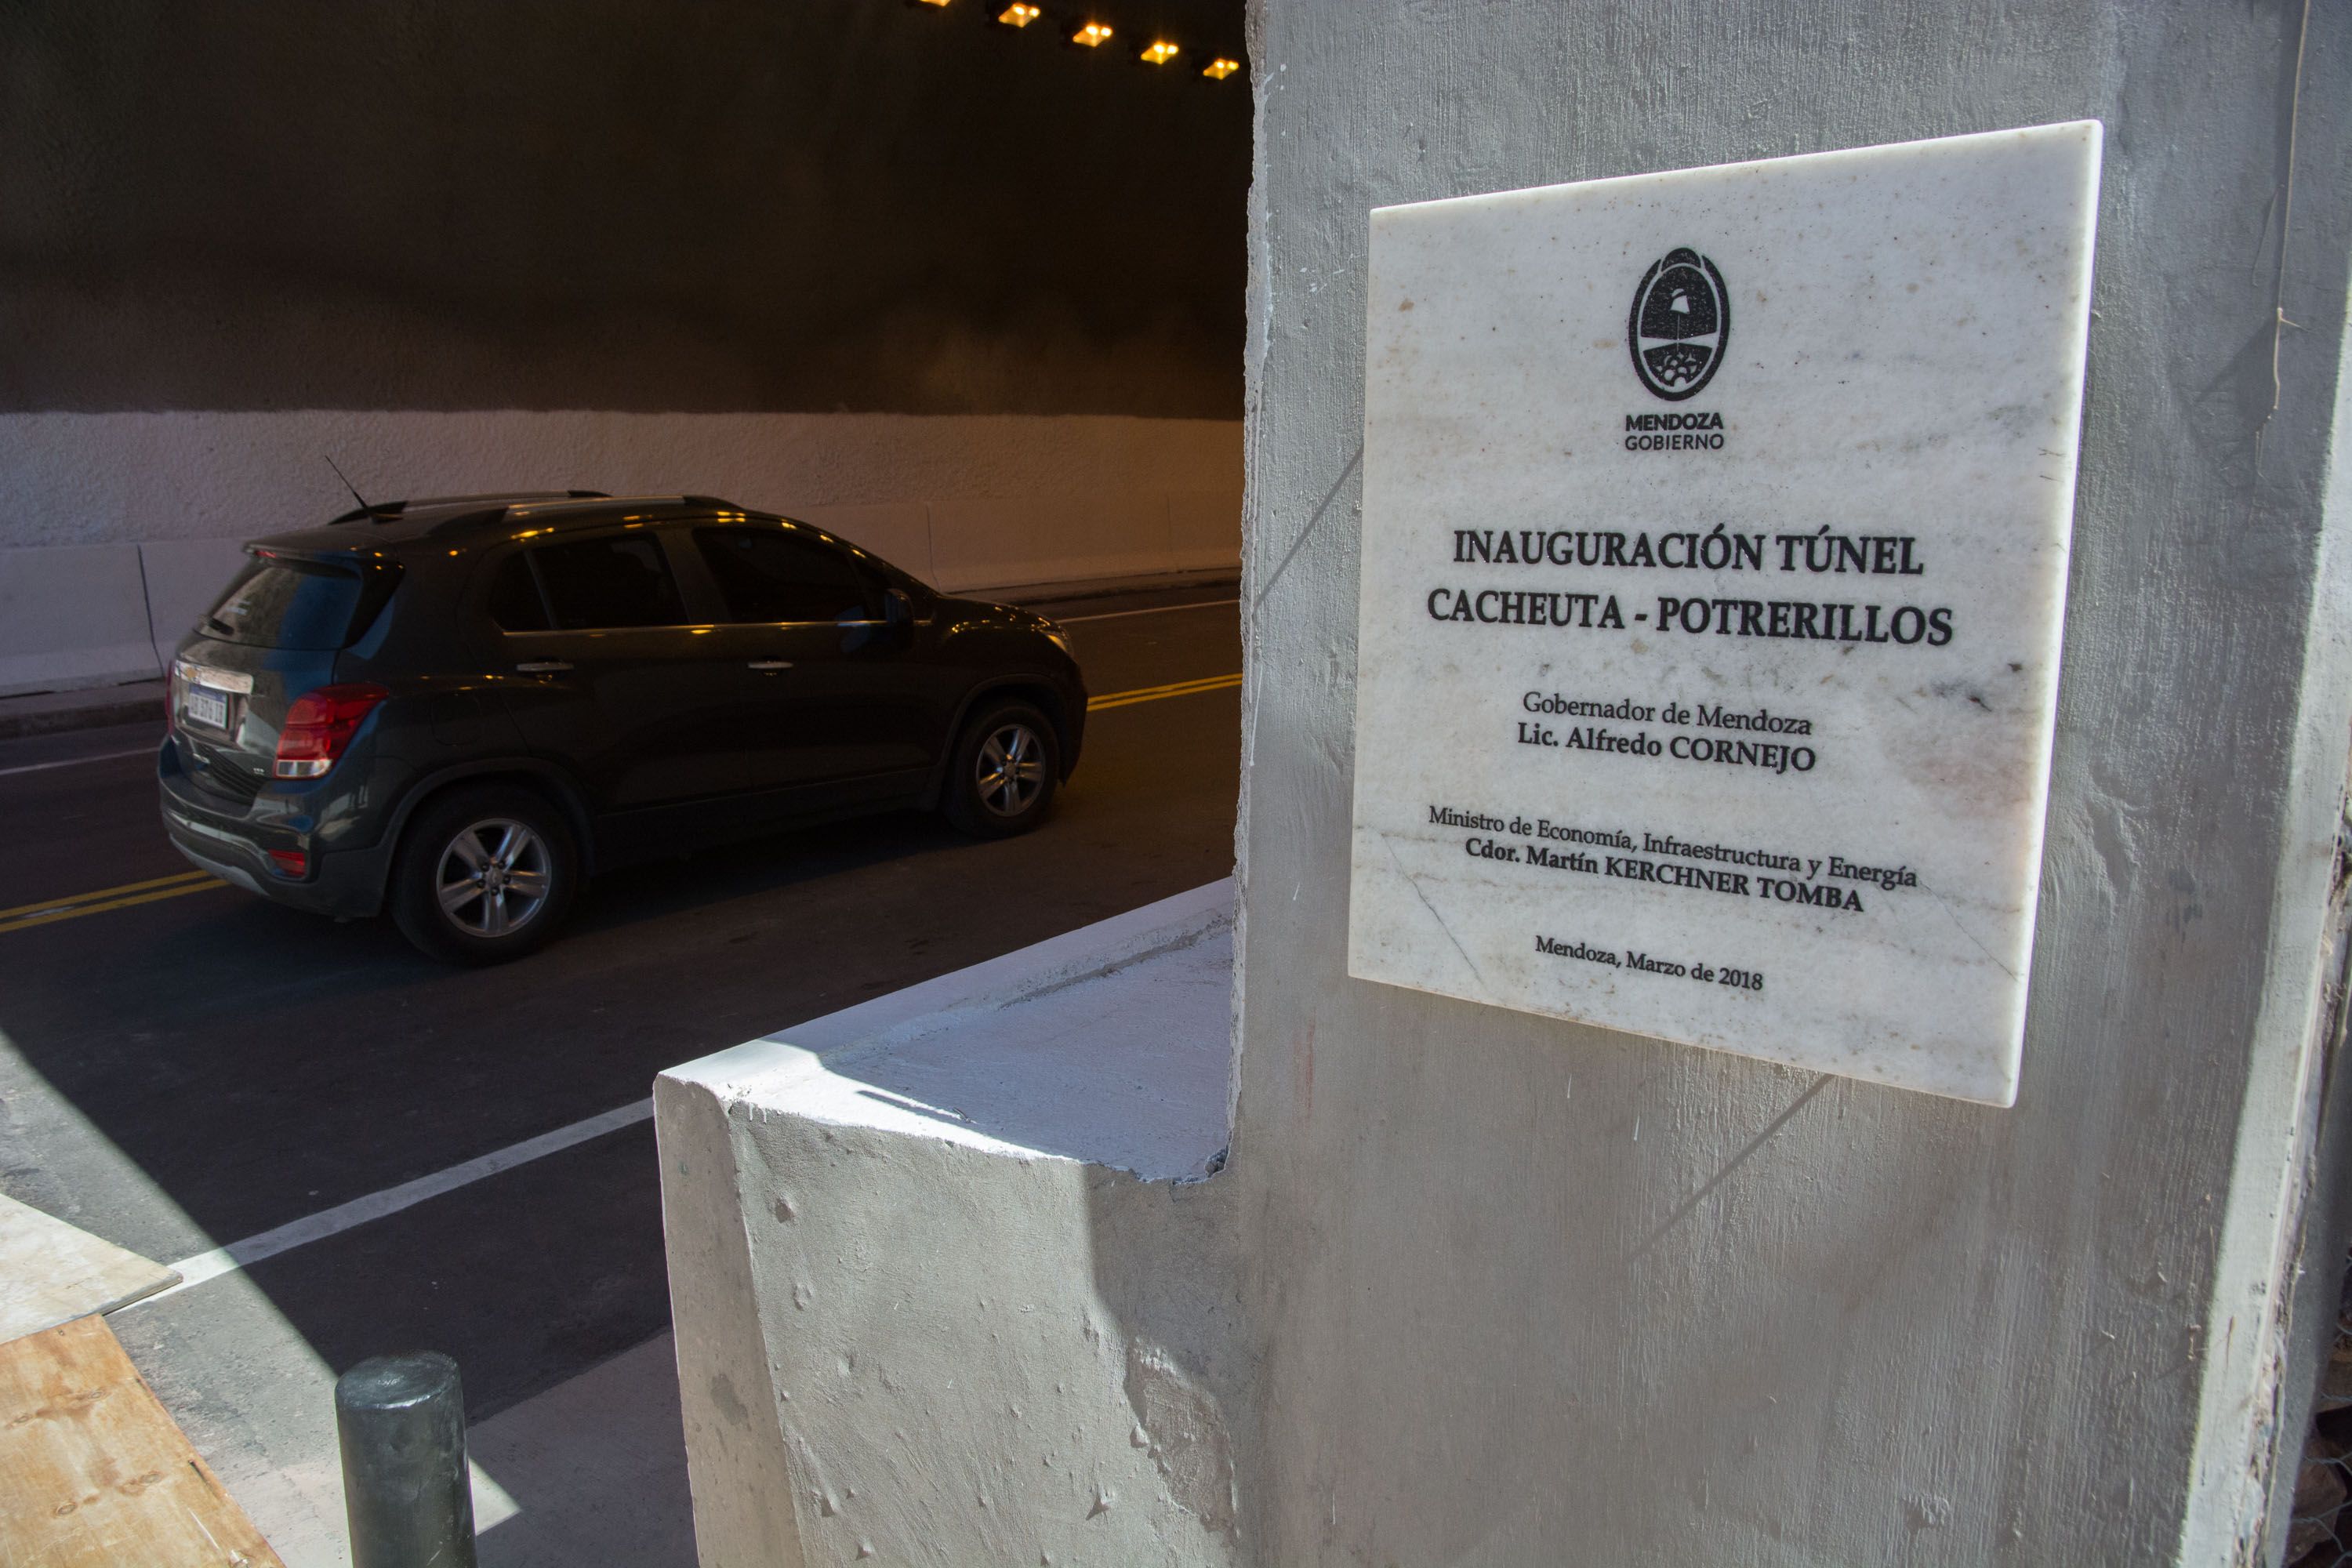 MENDOZA
GOBIERNO
INAUGURACIÓN TÚNEL
CACHEUTA - POTRERILLOS
Gobernador de Mendoza
Lic. Alfredo CORNEJO
Ministro de Economía, Infraestructura y Energía
Cdor. Martín KERCHNER TOMBA
Mendoza, Marzo de 2018